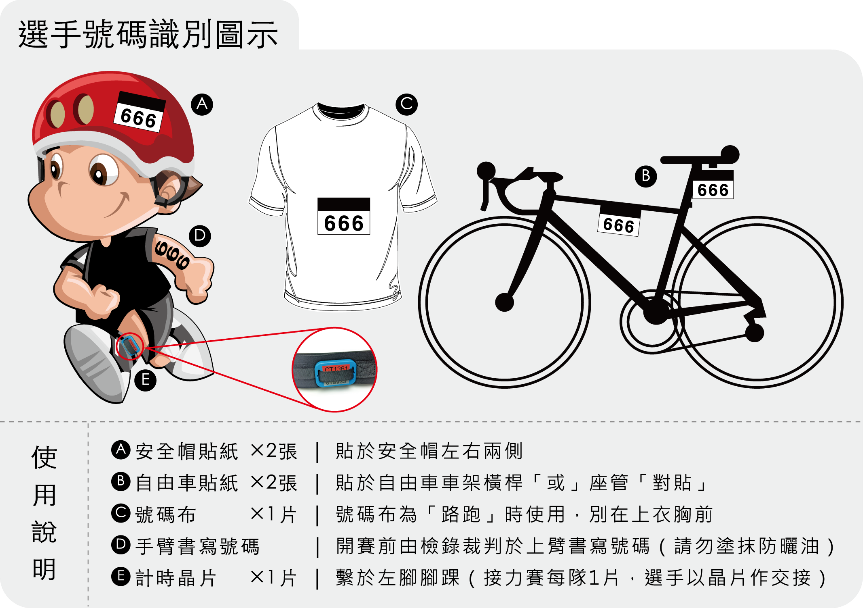 選手號碼識別圖示
666
A
C
B
666
666
666
D
666
E
使用說明
A 安全帽貼紙 ×2張 | 貼於安全帽左右兩側
B 自由車貼紙 ×2張 | 貼於自由車車架橫桿「或」座管「對貼」
C 號碼布 ×1片 | 號碼布為「路跑」時使用．別在上衣胸前
D 手臂書寫號碼 | 開賽前由檢錄裁判於上臂書寫號碼（請勿塗抹防曬油）
E 計時晶片 ×1片 | 繫於左腳腳踝（接力賽每隊1片．選手以晶片作交接）